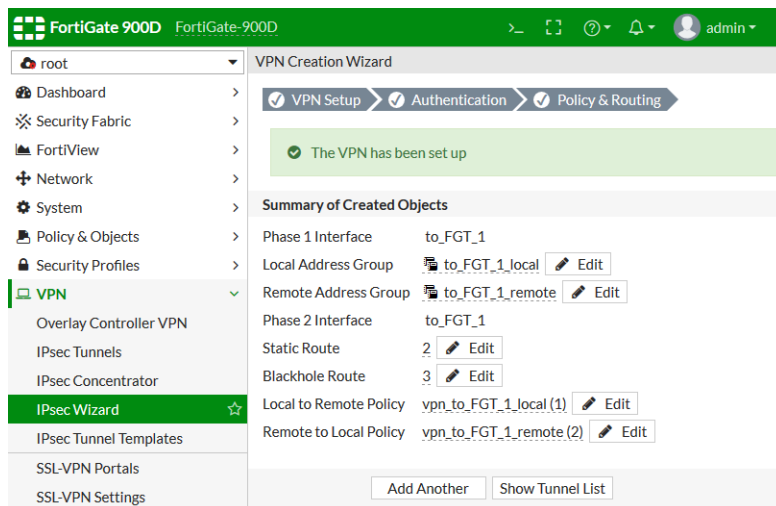 FortiGate 900D FortiGate-900D >_ admin
root
VPN Creation Wizard
Dashboard
VPN Setup Authentication Policy & Routing
Security Fabric
FortiView
The VPN has been set up
Network
System
Summary of Created Objects
Policy & Objects
Phase 1 Interface to_FGT_1
Security Profiles
Local Address Group to_FGT_1_local Edit
VPN
Remote Address Group to_FGT_1_remote Edit
Overlay Controller VPN
Phase 2 Interface to_FGT_1
IPsec Tunnels
Static Route 2 Edit
IPsec Concentrator
Blackhole Route 3 Edit
IPsec Wizard
Local to Remote Policy vpn_to_FGT_1_local (1) Edit
IPsec Tunnel Templates
Remote to Local Policy vpn_to_FGT_1_remote (2) Edit
SSL-VPN Portals
SSL-VPN Settings
Add Another Show Tunnel List